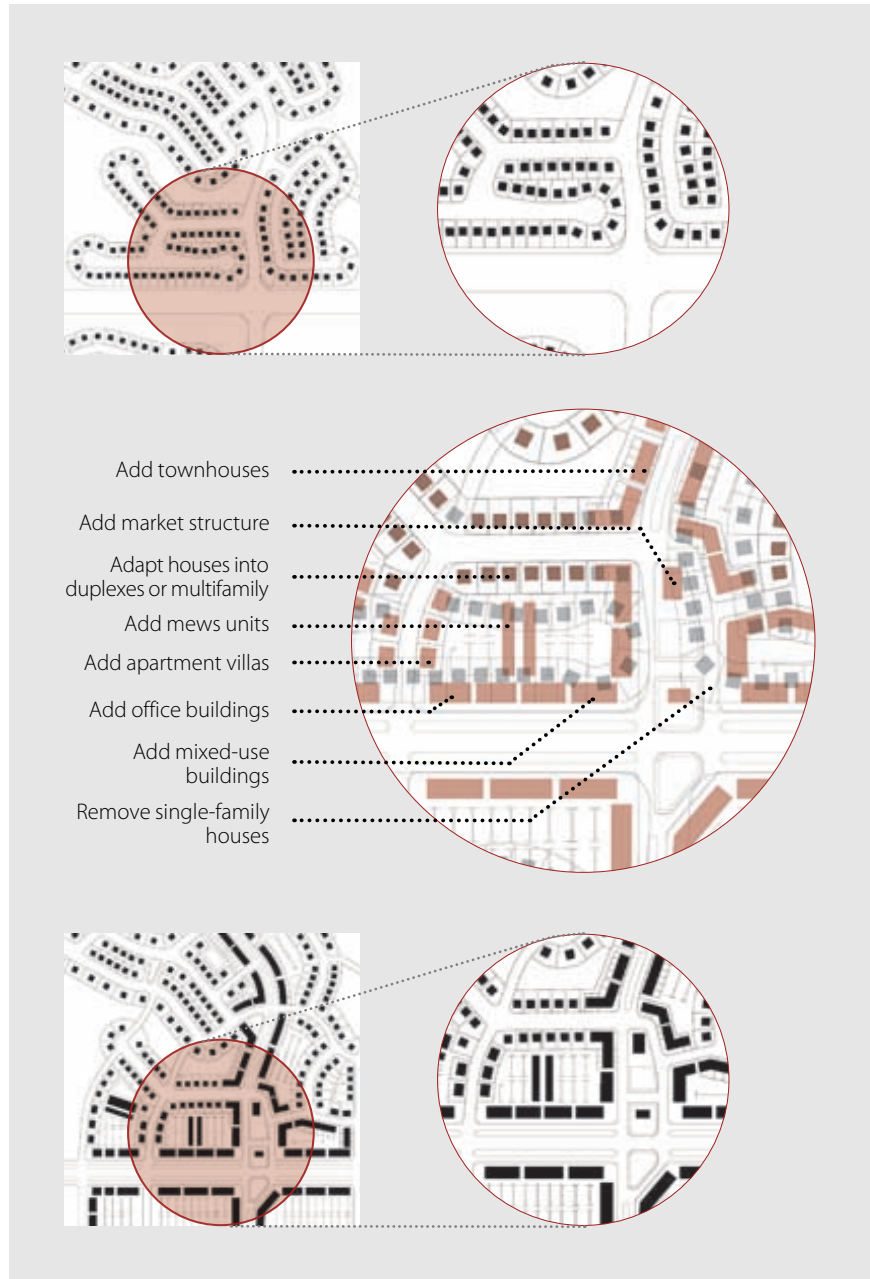 Add townhouses
Add market structure
Adapt houses into
duplexes or multifamily
Add mews units
Add apartment villas
Add office buildings
Add mixed-use
buildings
Remove single-family
houses